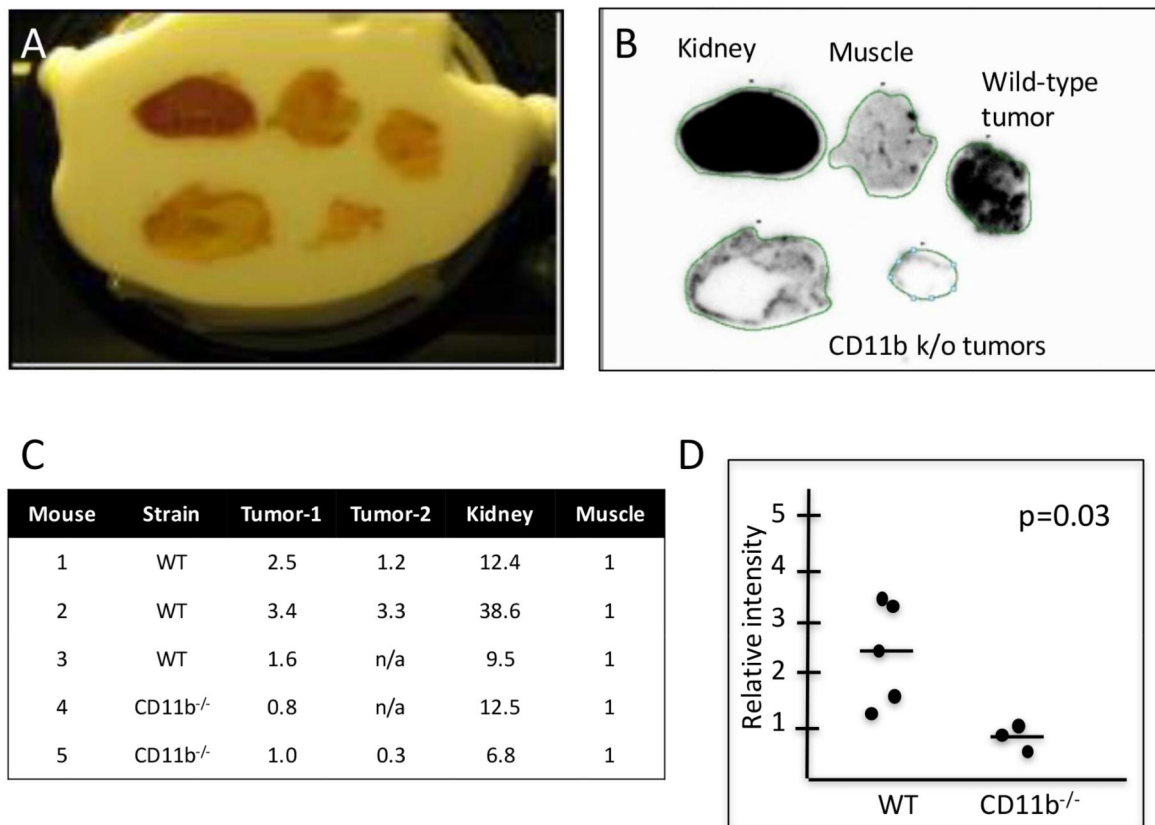 A
B
Kidney
Muscle
Wild-type
tumor
CD11b k/o tumors
C
Mouse Strain Tumor-1 Tumor-2 Kidney Muscle
1 WT 2.5 1.2 12.4 1
2 WT 3.4 3.3 38.6 1
3 WT 1.6 n/a 9.5 1
4 CD11b-/- 0.8 n/a 12.5 1
5 CD11b-/- 1.0 0.3 6.8 1
D
p=0.03
Relative intensity
5
4
3
2
1
WT CD11b-/-